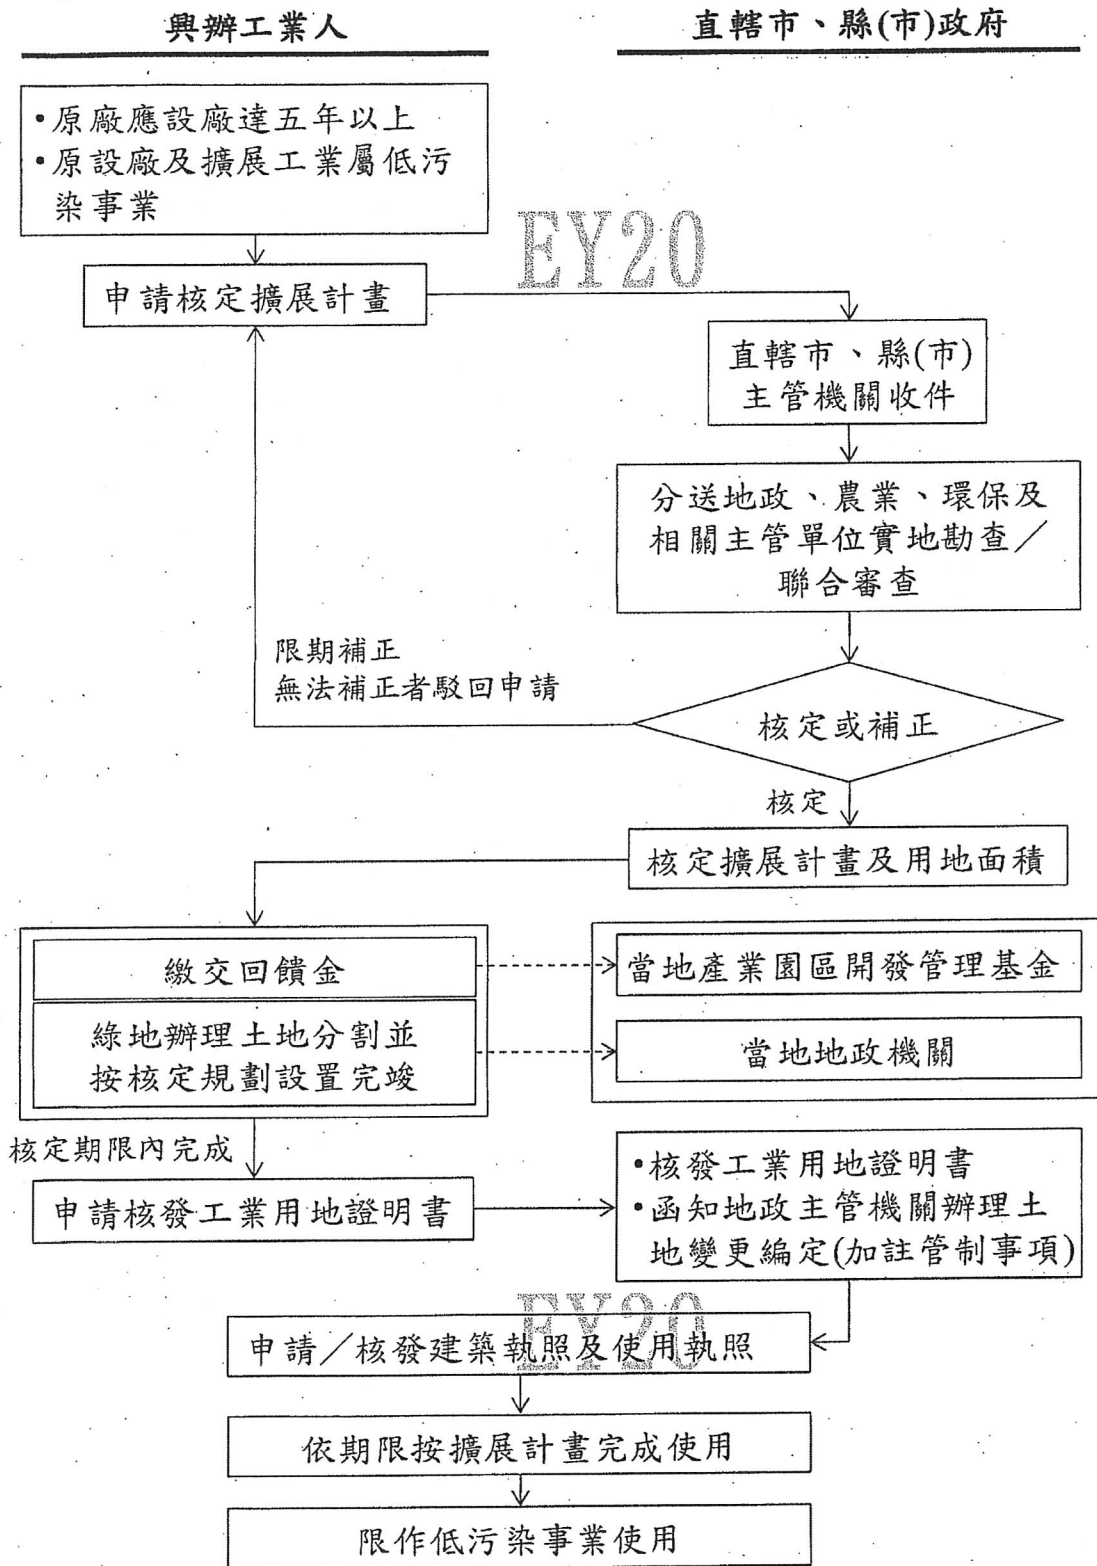 興辦工業人
直轄市、縣(市)政府
•原廠應設廠達五年以上
•原設廠及擴展工業屬低污
染事業
EY20
申請核定擴展計畫
直轄市、縣(市)
主管機關收件
分送地政、農業、環保及
相關主管單位實地勘查／
聯合審查
限期補正
無法補正者駁回申請
核定或補正
核定
核定擴展計畫及用地面積
繳交回饋金
當地產業園區開發管理基金
綠地辦理土地分割並
按核定規劃設置完竣
當地地政機關
核定期限內完成
申請核發工業用地證明書
•核發工業用地證明書
•函知地政主管機關辦理土
地變更編定(加註管制事項)
EY20
申請／核發建築執照及使用執照
依期限按擴展計畫完成使用
限作低污染事業使用